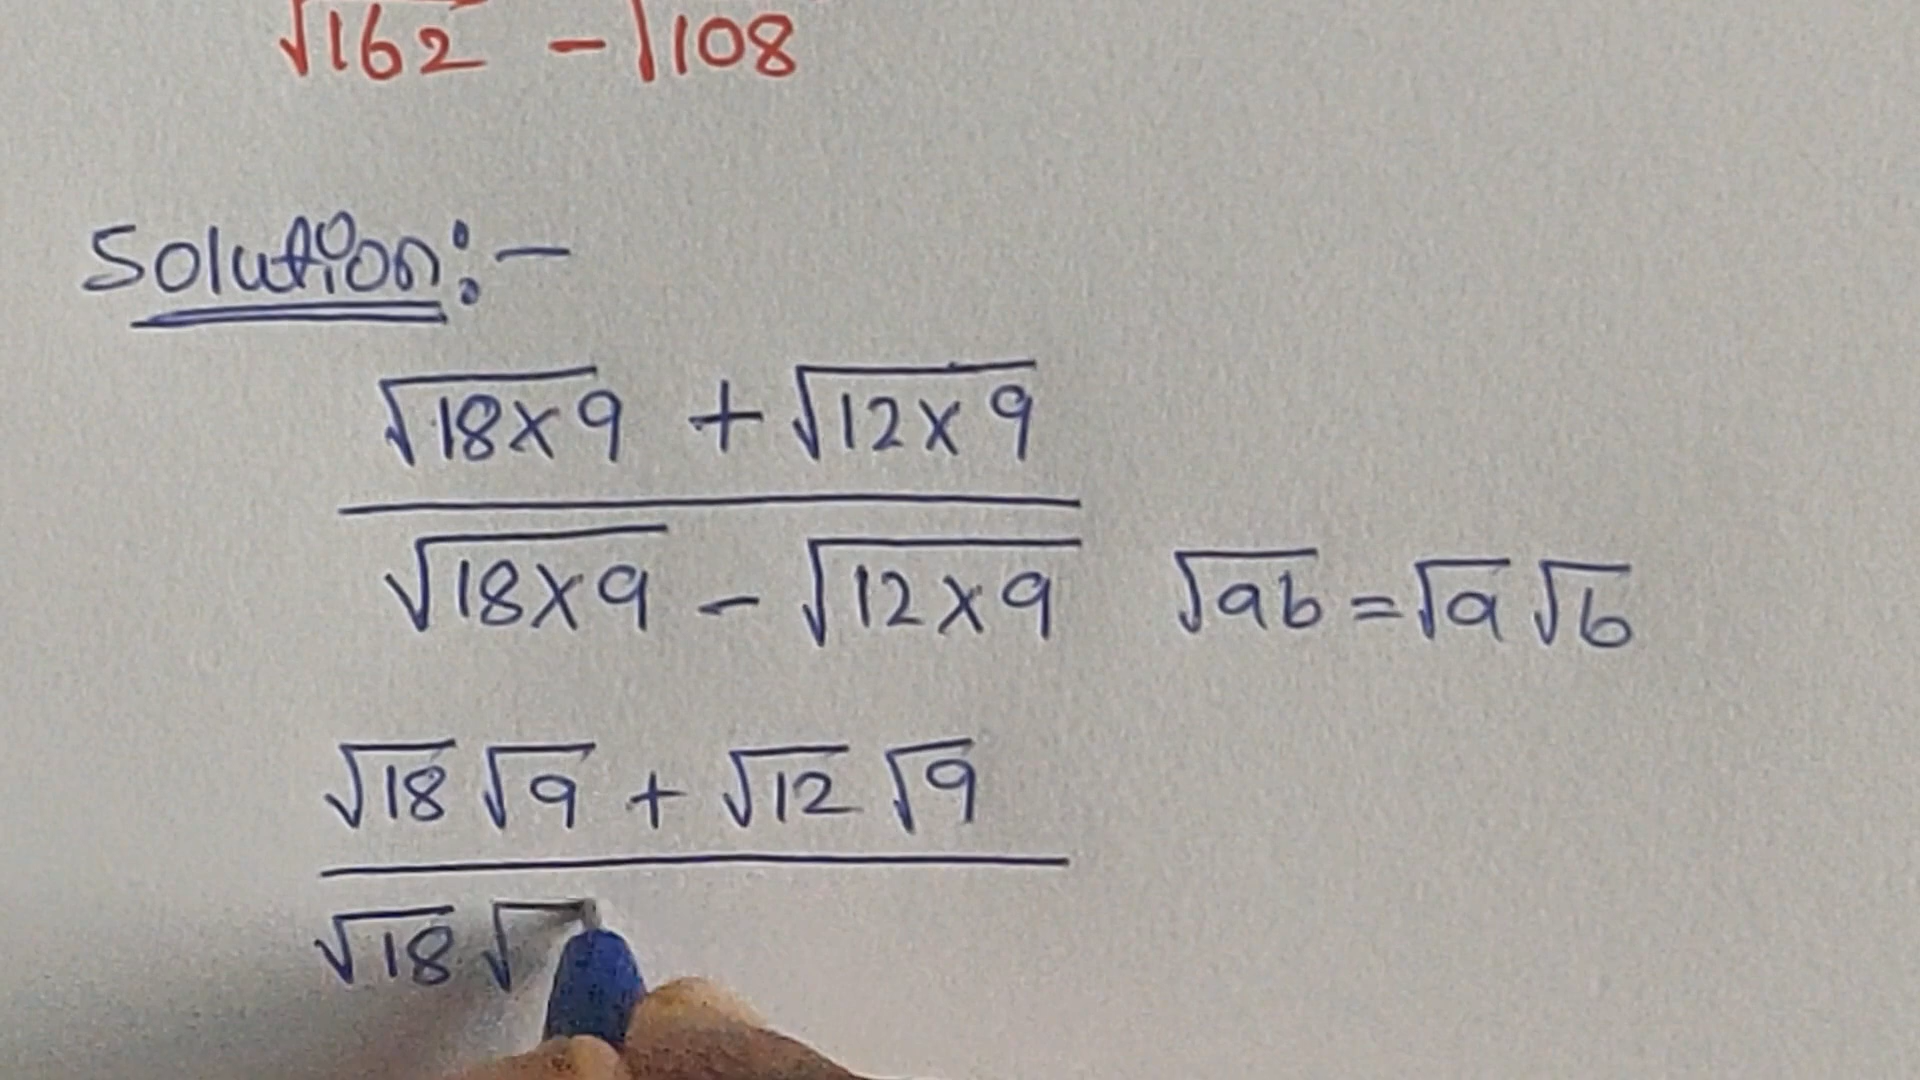 √162 - √108
Solution:-
√18×9 + √12×9
√18×9 - √12×9 √ab = √a √b
√18 √9 + √12 √9
√18 √